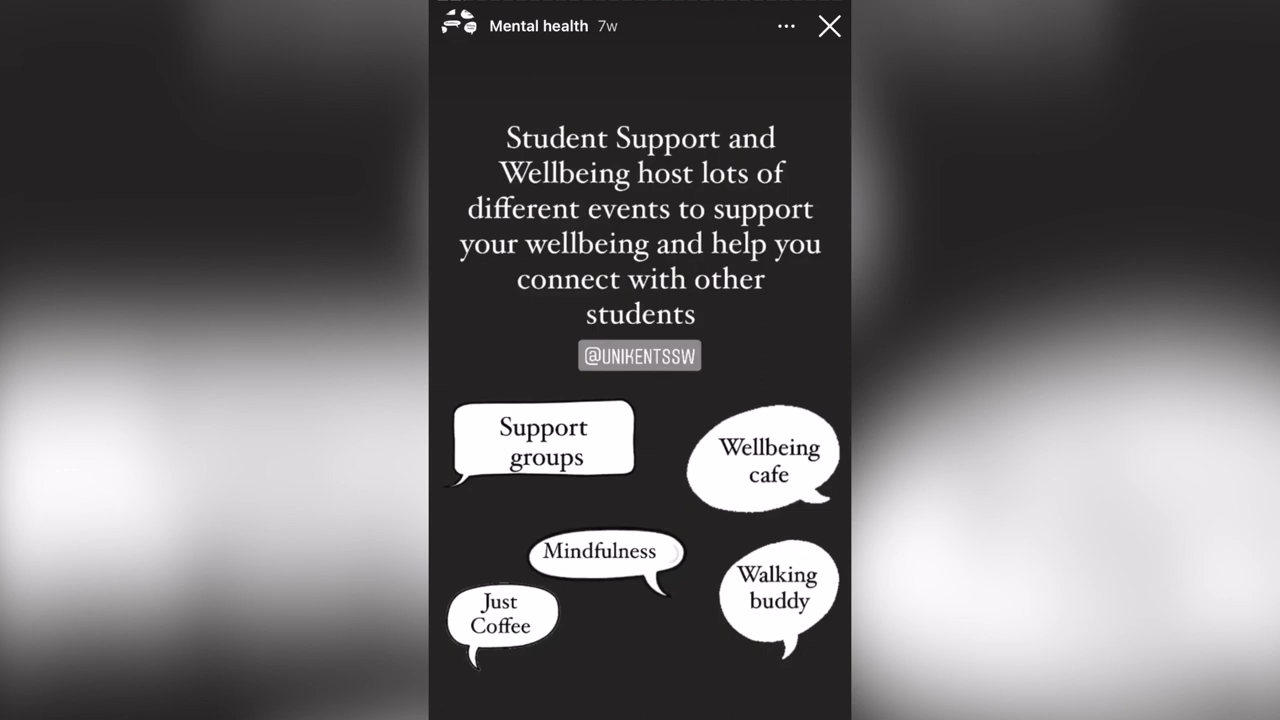 Mental health 7w
Student Support and
Wellbeing host lots of
different events to support
your wellbeing and help you
connect with other
students
@UNIKENTSSW
Support
groups
Wellbeing
cafe
Mindfulness
Walking
buddy
Just
Coffee